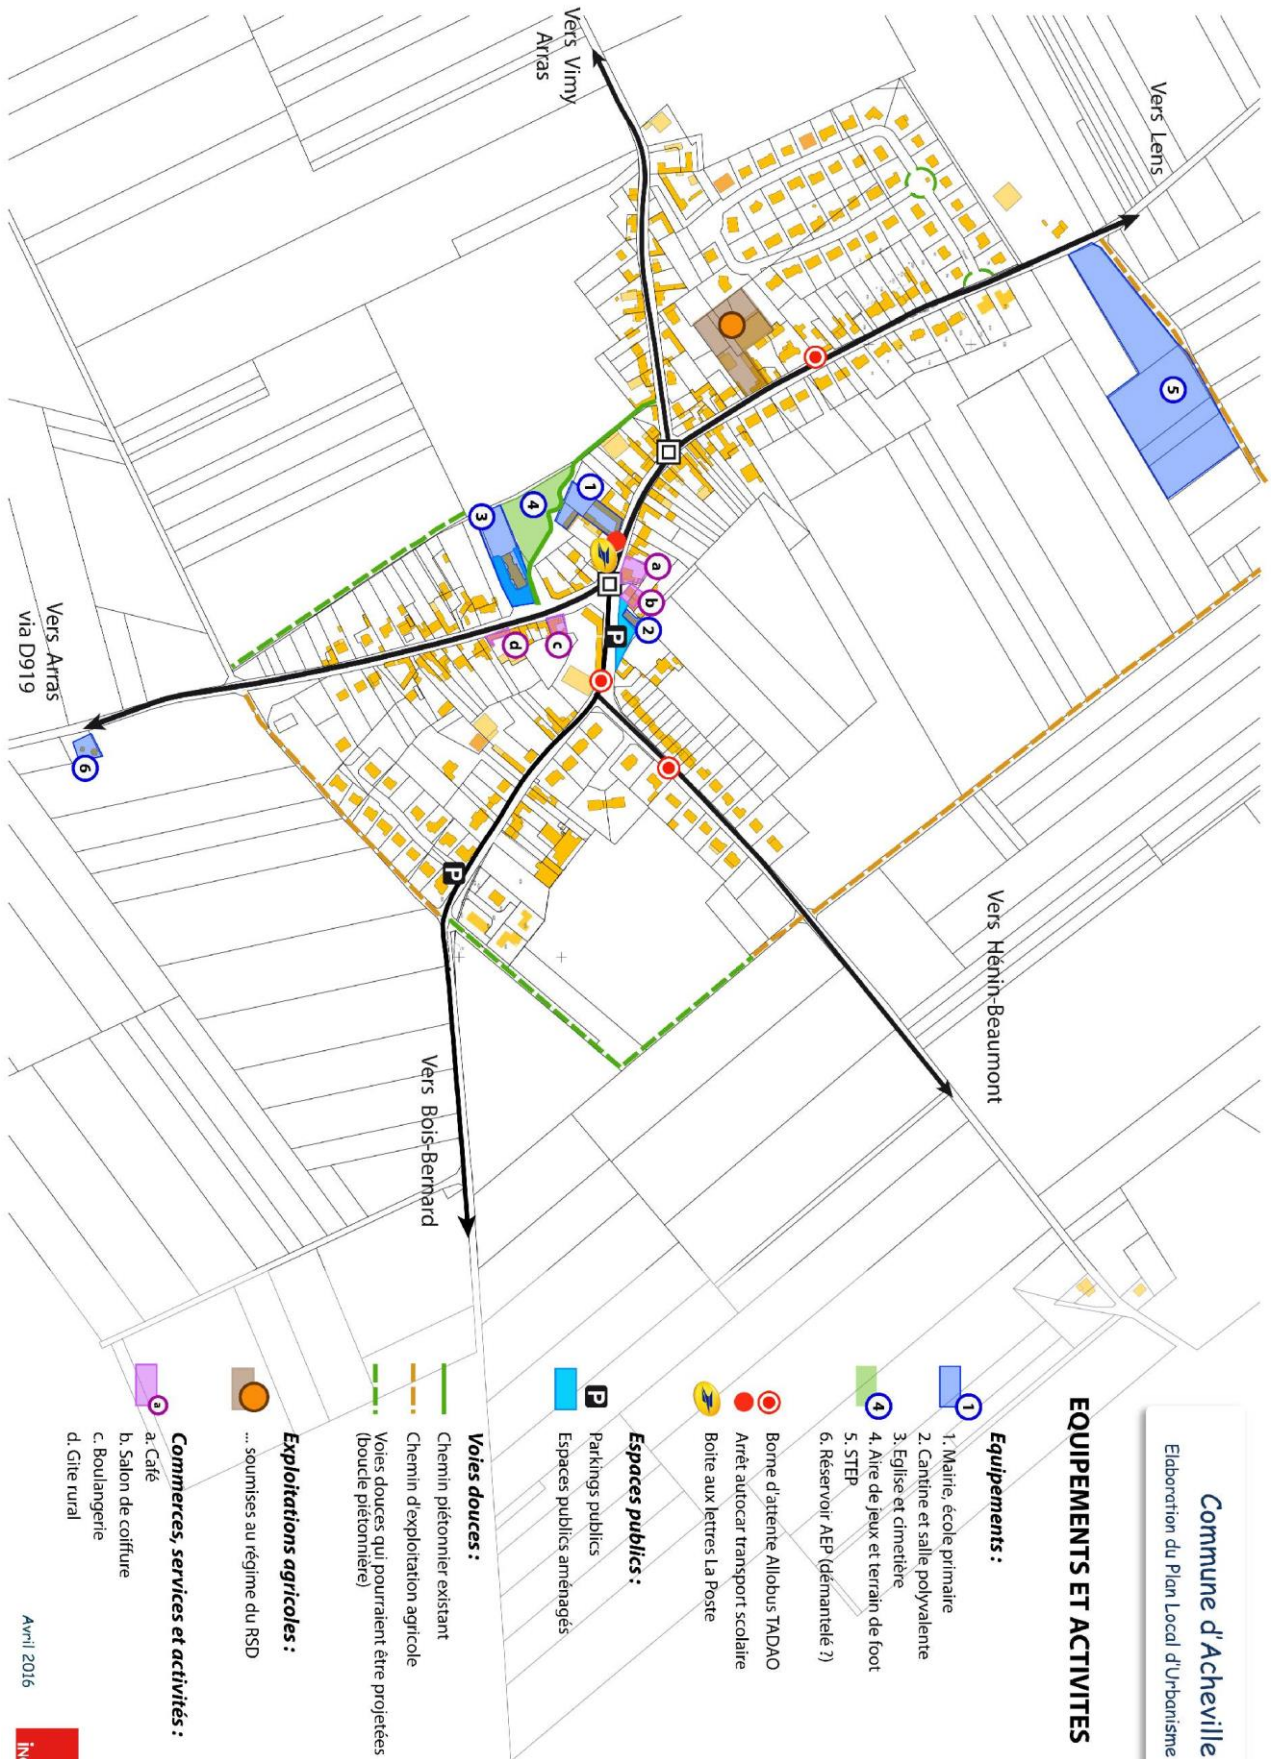 Commune d'Acheville
Elaboration du Plan Local d'Urbanisme
EQUIPEMENTS ET ACTIVITES
Equipements :
1
1. Mairie, école primaire
2. Cantine et salle polyvalente
3. Eglise et cimetière
4
4. Aire de jeux et terrain de foot
5. STEP
6. Réservoir AEP (démantelé ?)
Borne d'attente Allobus TADAO
Arrêt autocar transport scolaire
Boite aux lettres La Poste
Espaces publics :
P
Parkings publics
Espaces publics aménagés
Voies douces :
Chemin piétonnier existant
Chemin d'exploitation agricole
Voies douces qui pourraient être projetées
(boucle piétonnière)
Exploitations agricoles :
... soumises au régime du RSD
Commerces, services et activités :
a
a. Café
b. Salon de coiffure
c. Boulangerie
d. Gite rural
Avril 2016
Vers Lens
Vers Vimy
Arras
Vers Hénin-Beaumont
Vers Bois-Bernard
Vers Arras
via D919
5
1
4
3
a
b
2
P
c
d
P
6